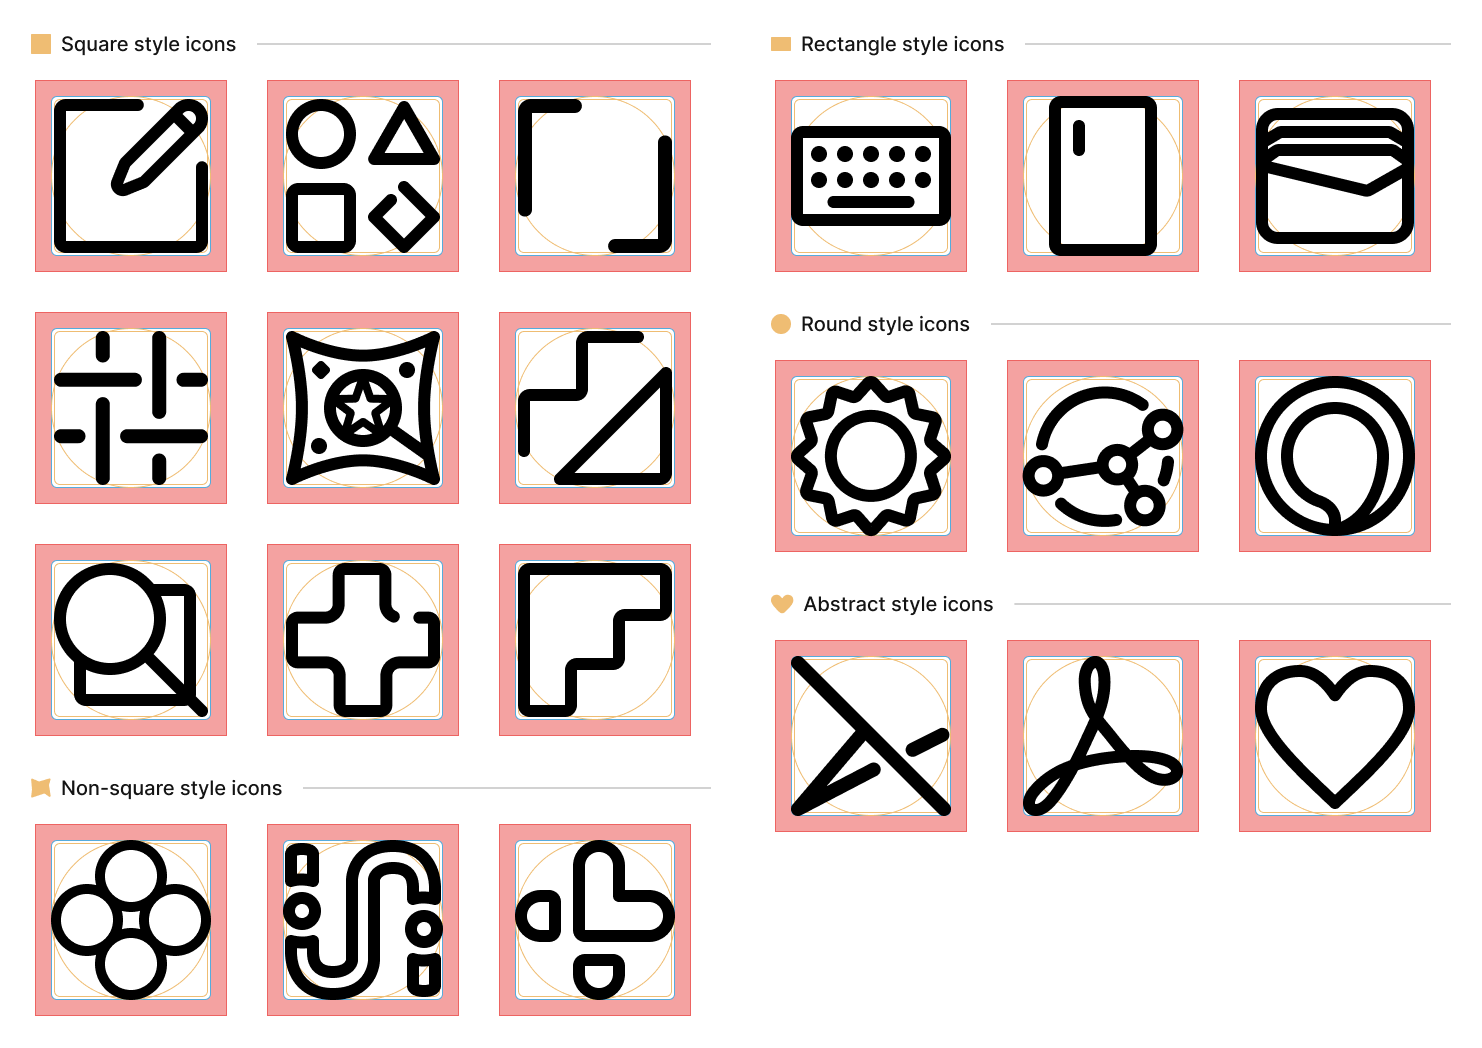 Square style icons
Non-square style icons
Rectangle style icons
Round style icons
Abstract style icons